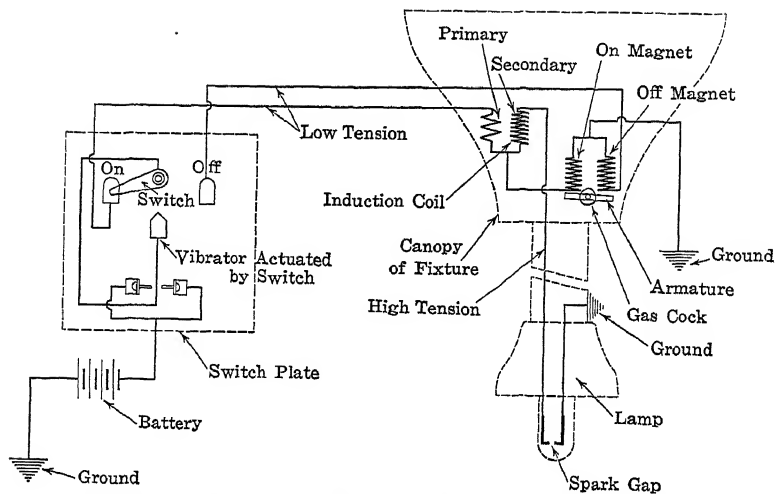 Primary
Secondary
On Magnet
Off Magnet
Low Tension
On
Off
Switch
Induction Coil
Vibrator Actuated
by Switch
Canopy
of Fixture
Ground
Armature
High Tension
Gas Cock
Ground
Switch Plate
Battery
Lamp
Ground
Spark Gap